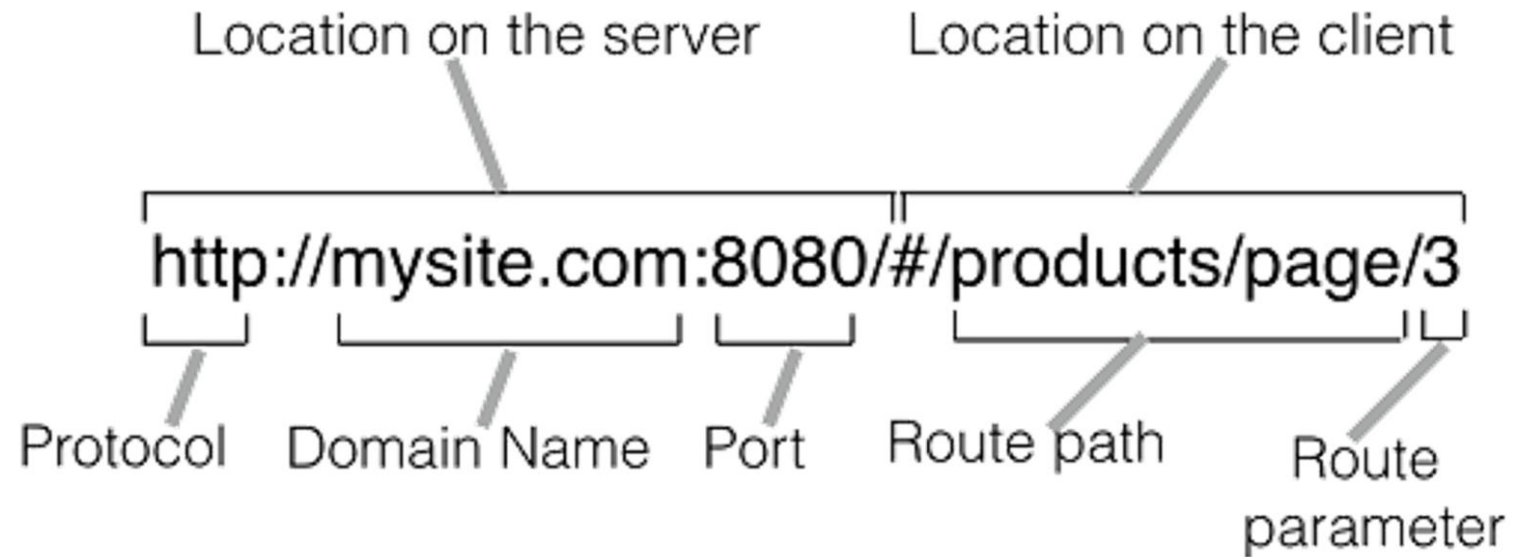 Location on the server Location on the client
http://mysite.com:8080/#/products/page/3
Protocol Domain Name Port Route path Route
parameter